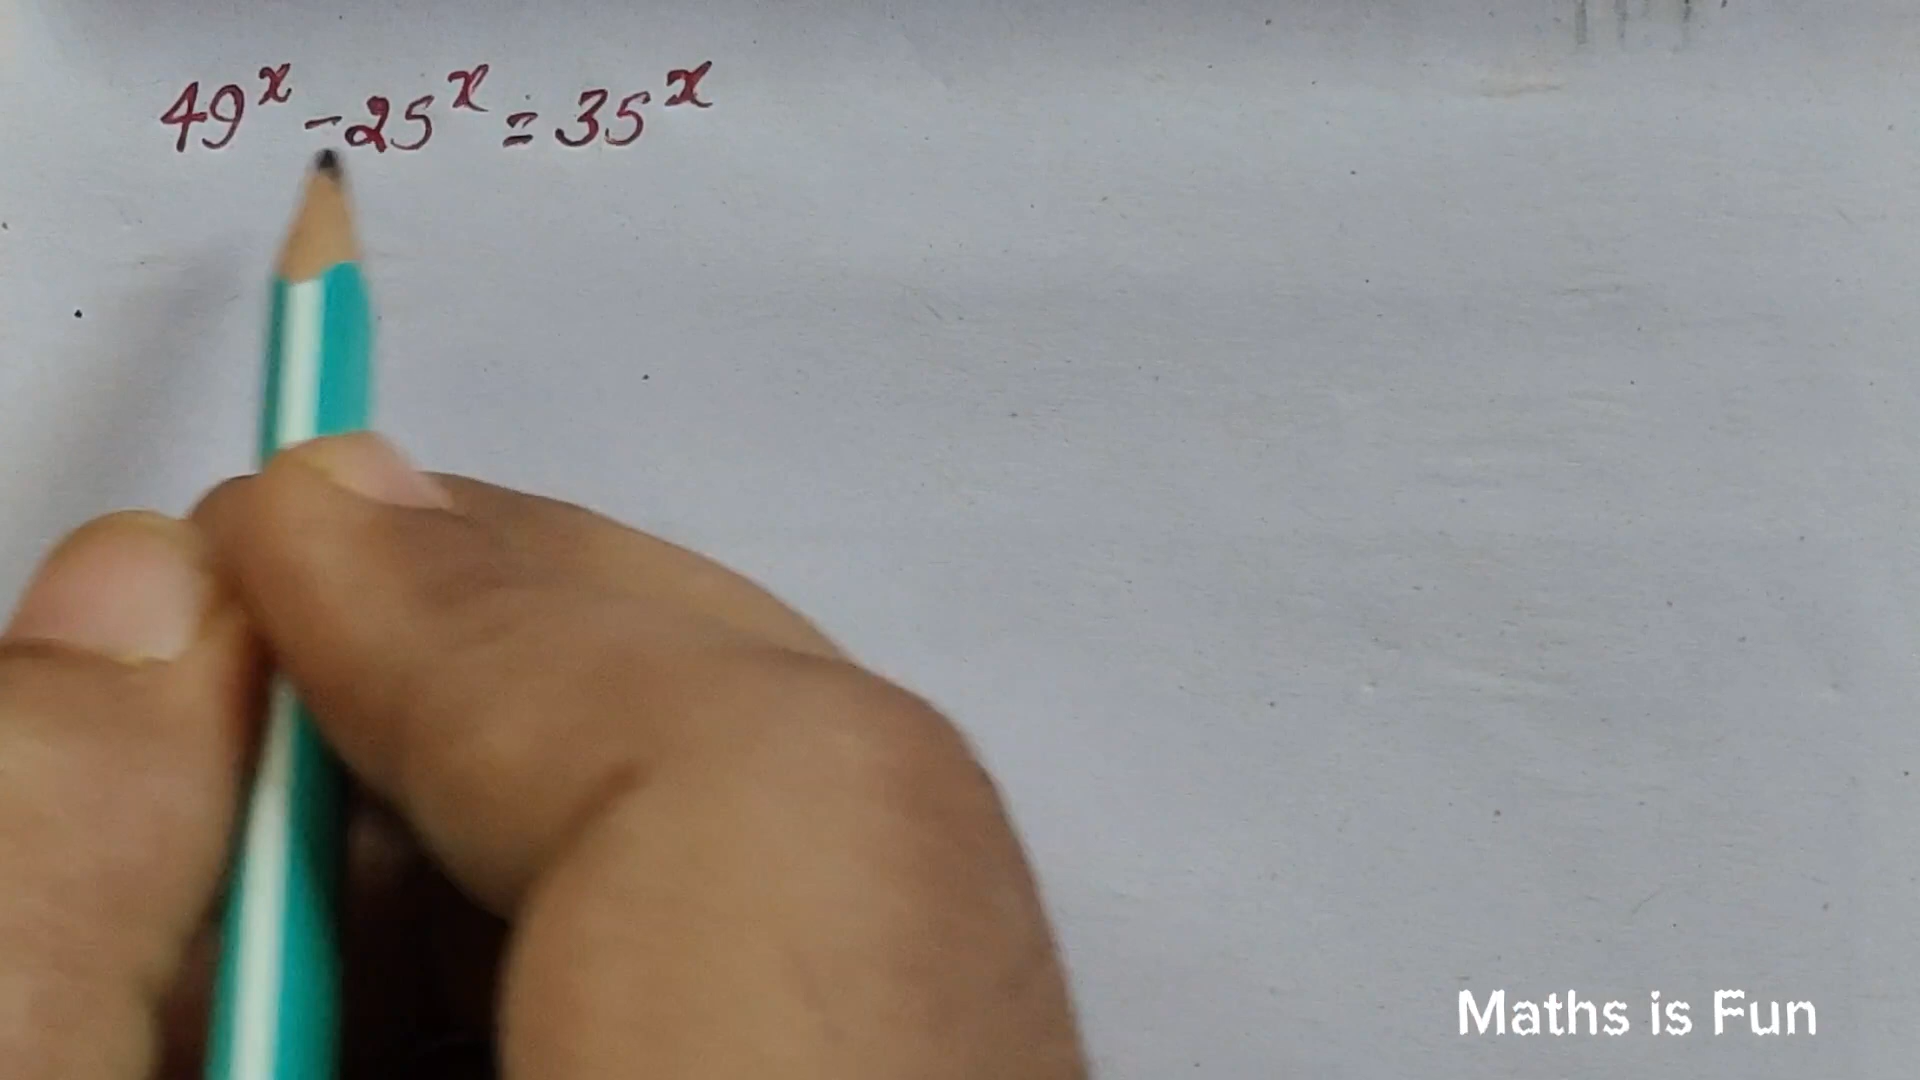 49^x - 25^x = 35^x
Maths is Fun